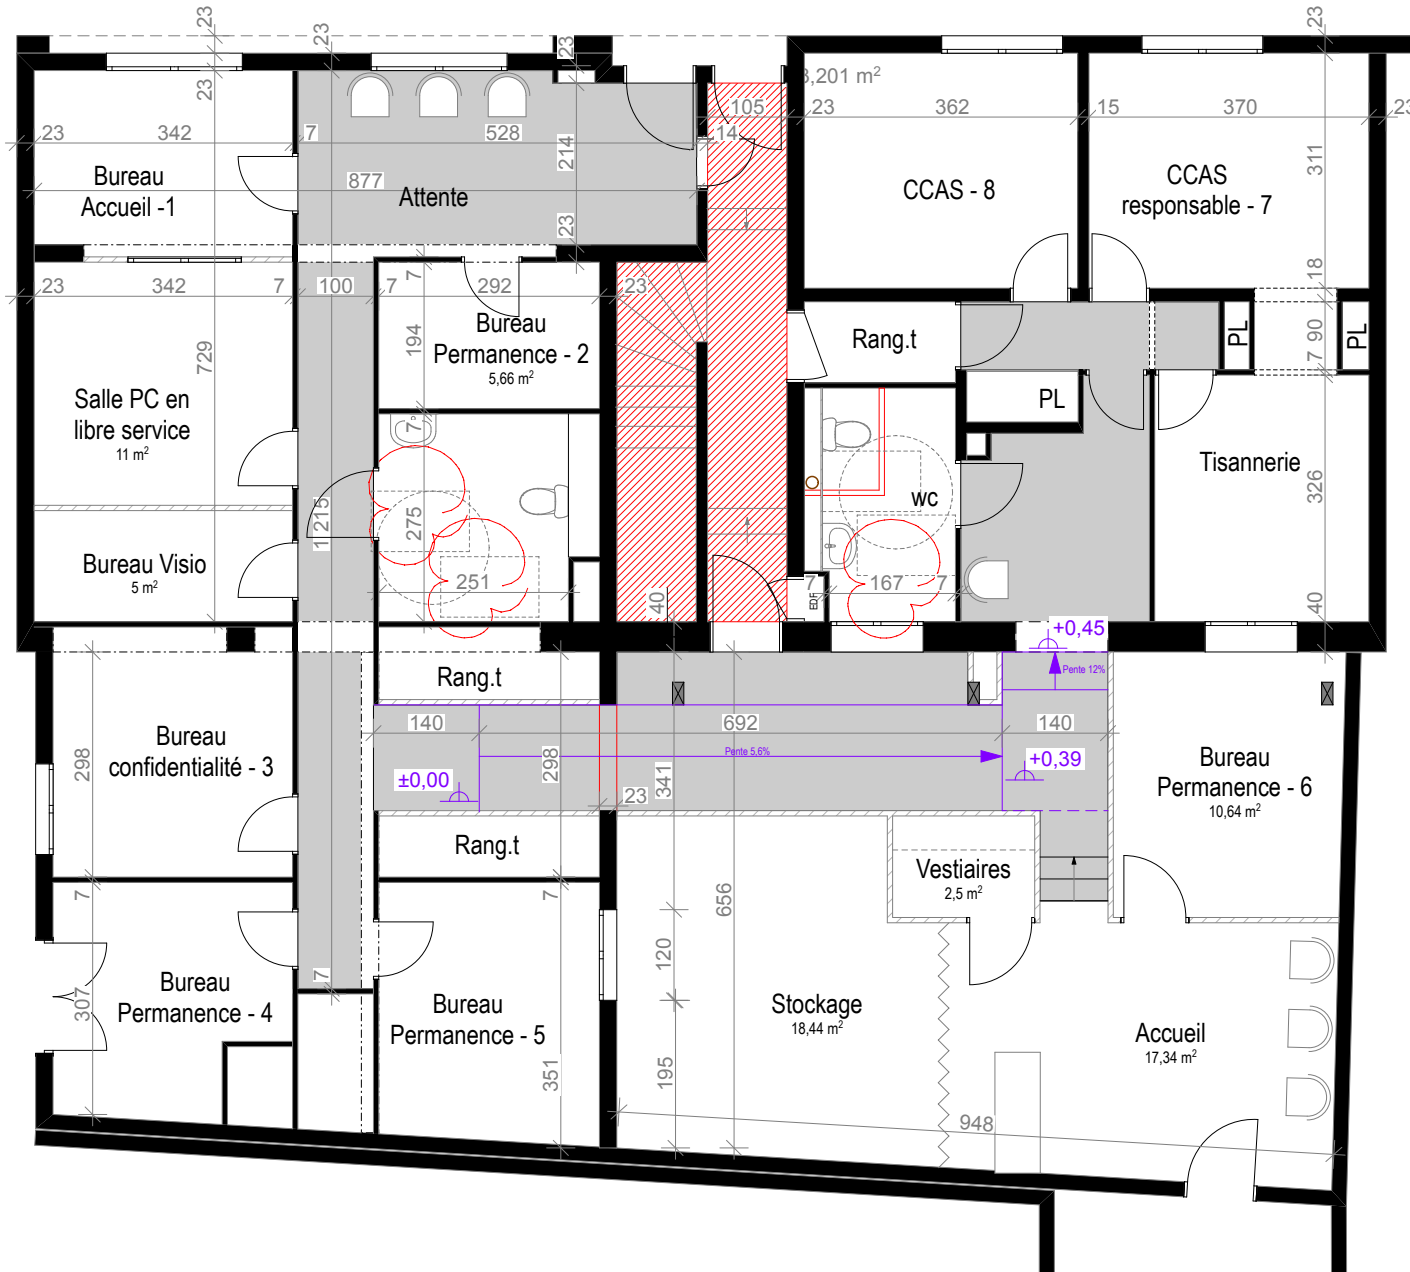 23
23
23
23
23
3,201 m²
23
342
7
528
14
105
23
362
15
370
23
214
311
877
Bureau
Accueil -1
Attente
CCAS - 8
CCAS
responsable - 7
23
23
342
7
100
7
7
292
23
18
Bureau
Permanence - 2
5,66 m²
194
729
Rang.t
PL
PL
90
7
Salle PC en
libre service
11 m²
7
PL
Tisannerie
326
wc
1 215
275
Bureau Visio
5 m²
251
7
167
7
EDF
40
40
+0,45
Pente 12%
Rang.t
140
692
140
Bureau
confidentialité - 3
298
±0,00
298
Pente 5,6%
341
+0,39
23
Bureau
Permanence - 6
10,64 m²
Rang.t
Vestiaires
2,5 m²
7
7
656
120
7
Bureau
Permanence - 4
307
Bureau
Permanence - 5
Stockage
18,44 m²
Accueil
17,34 m²
351
195
948